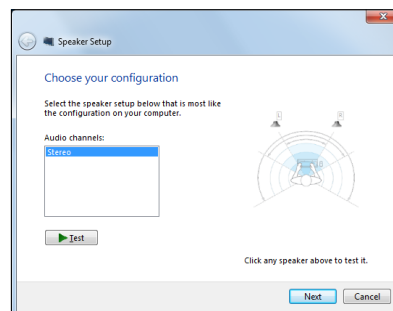 Speaker Setup
Choose your configuration
Select the speaker setup below that is most like
the configuration on your computer.
Audio channels:
Stereo
L
R
Test
Click any speaker above to test it.
Next
Cancel